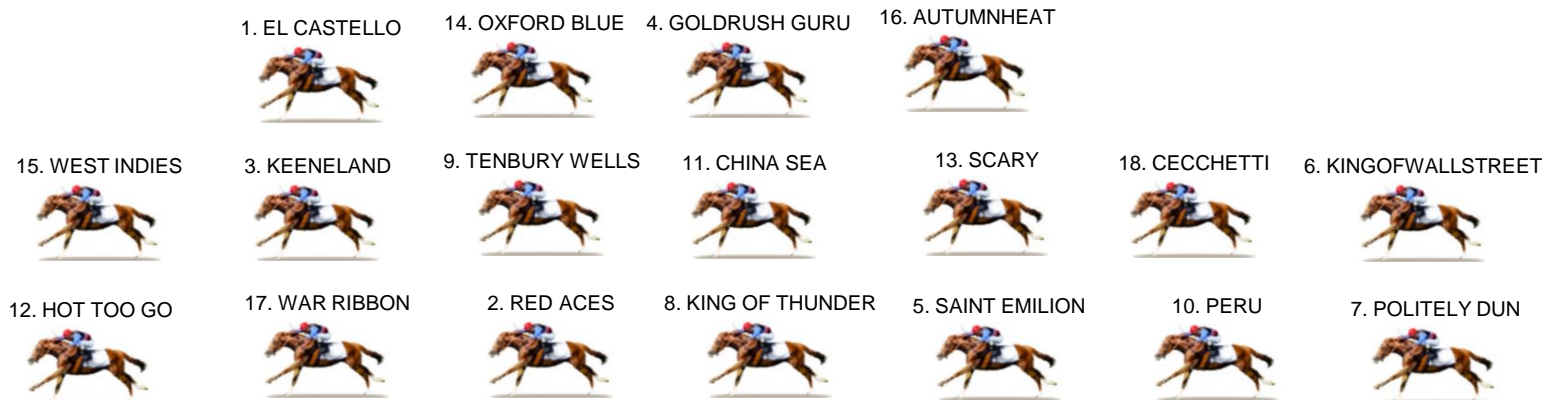 1. EL CASTELLO
14. OXFORD BLUE
4. GOLDRUSH GURU
16. AUTUMNHEAT
15. WEST INDIES
3. KEENELAND
9. TENBURY WELLS
11. CHINA SEA
13. SCARY
18. CECCHETTI
6. KINGOFWALLSTREET
12. HOT TOO GO
17. WAR RIBBON
2. RED ACES
8. KING OF THUNDER
5. SAINT EMILION
10. PERU
7. POLITELY DUN